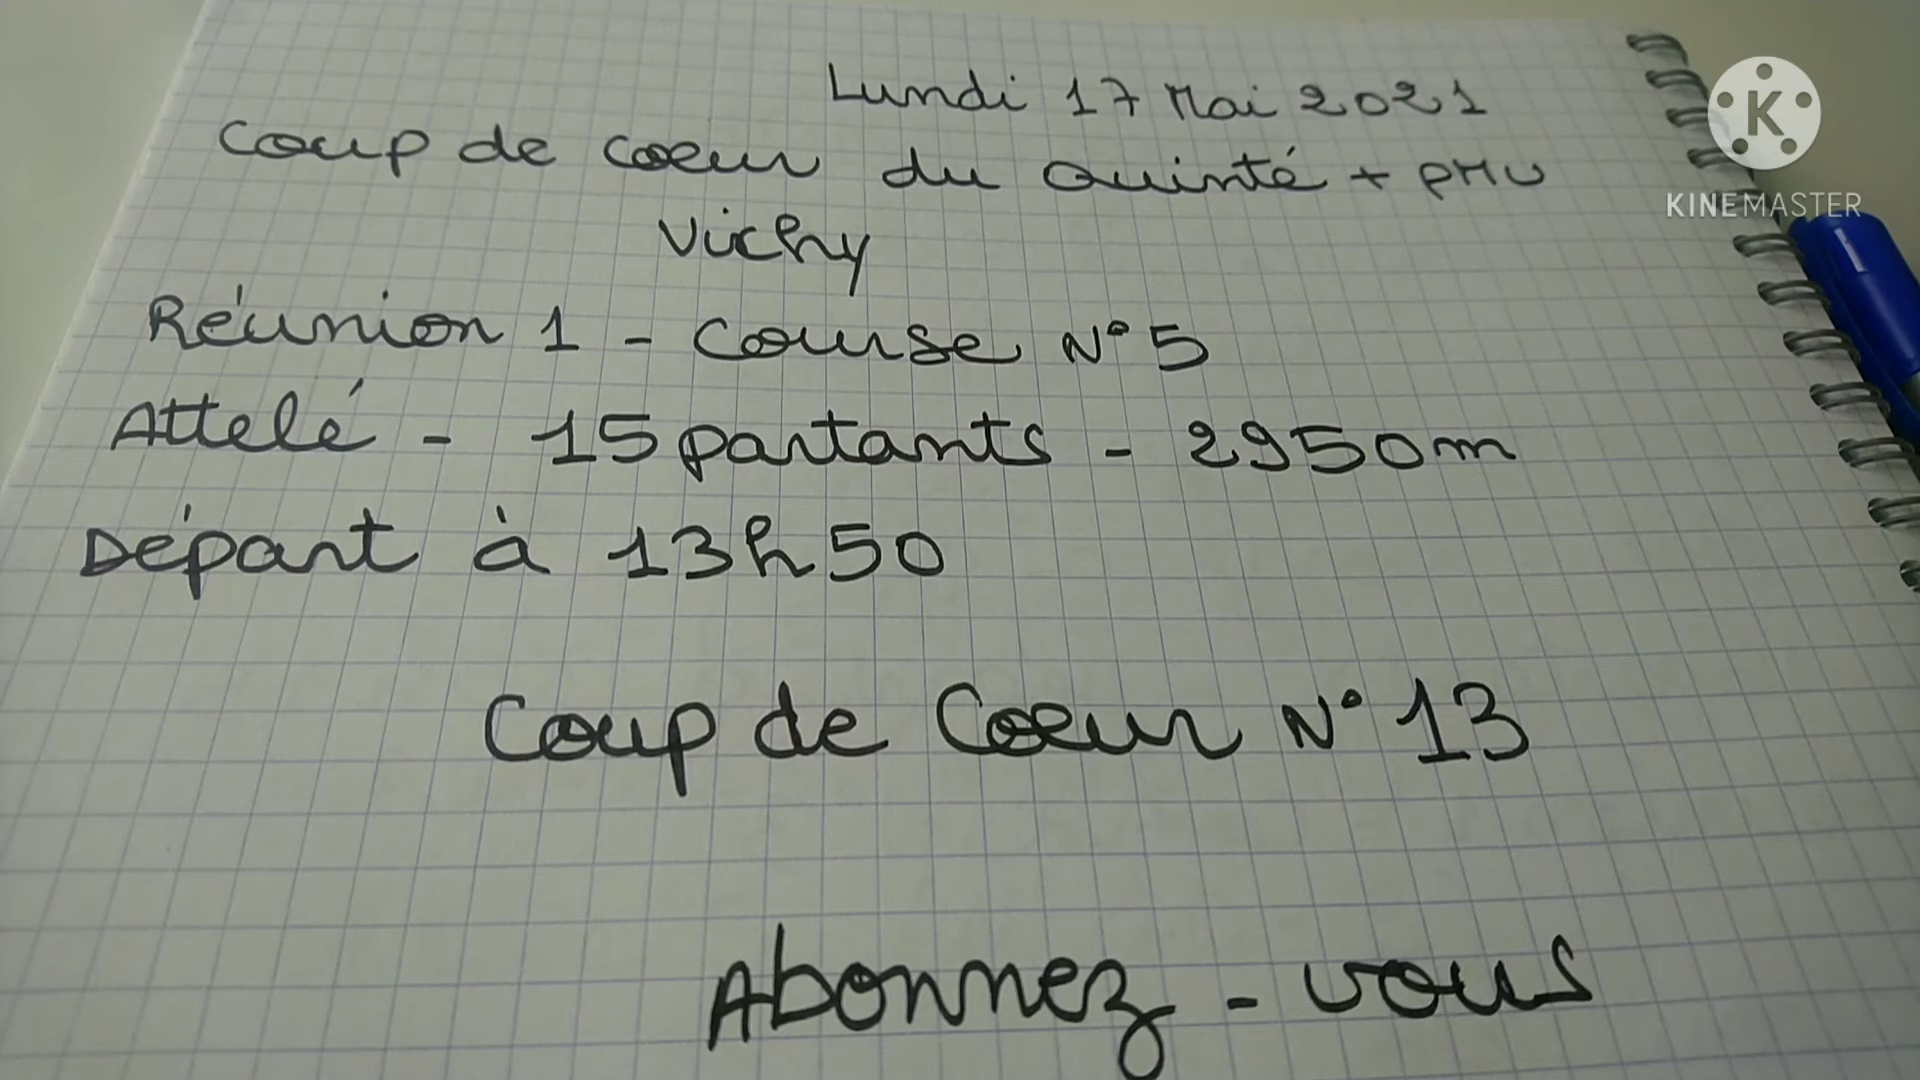 Lundi 17 Mai 2021
Coup de coeur du Quinté + PMU
Vichy
Réunion 1 - Course N° 5
Attelé - 15 partants - 2950m
Départ à 13h50
Coup de Coeur N° 13
Abonnez-vous
K
KINEMASTER